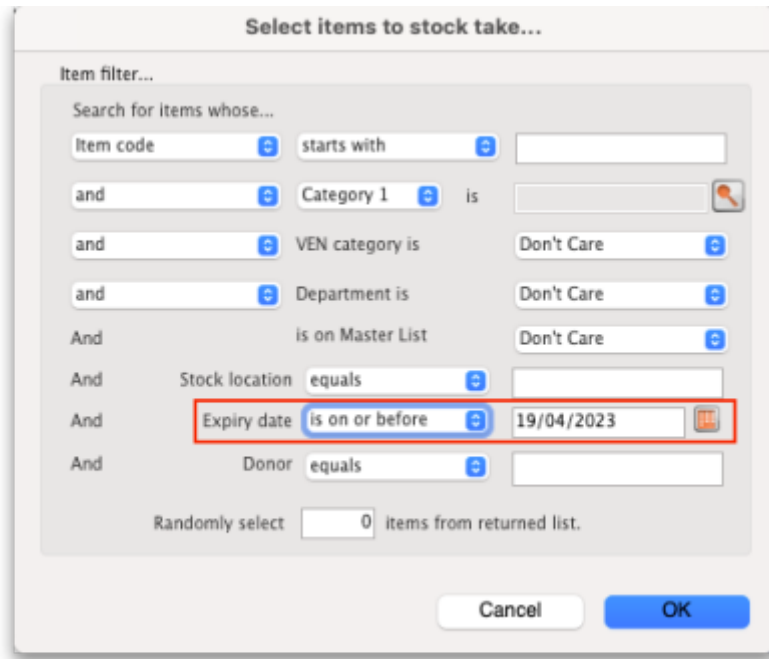 Select items to stock take...
Item filter...
Search for items whose...
Item code starts with
and Category 1 is
and VEN category is Don't Care
and Department is Don't Care
And is on Master List Don't Care
And Stock location equals
And Expiry date is on or before 19/04/2023
And Donor equals
Randomly select 0 items from returned list.
Cancel OK